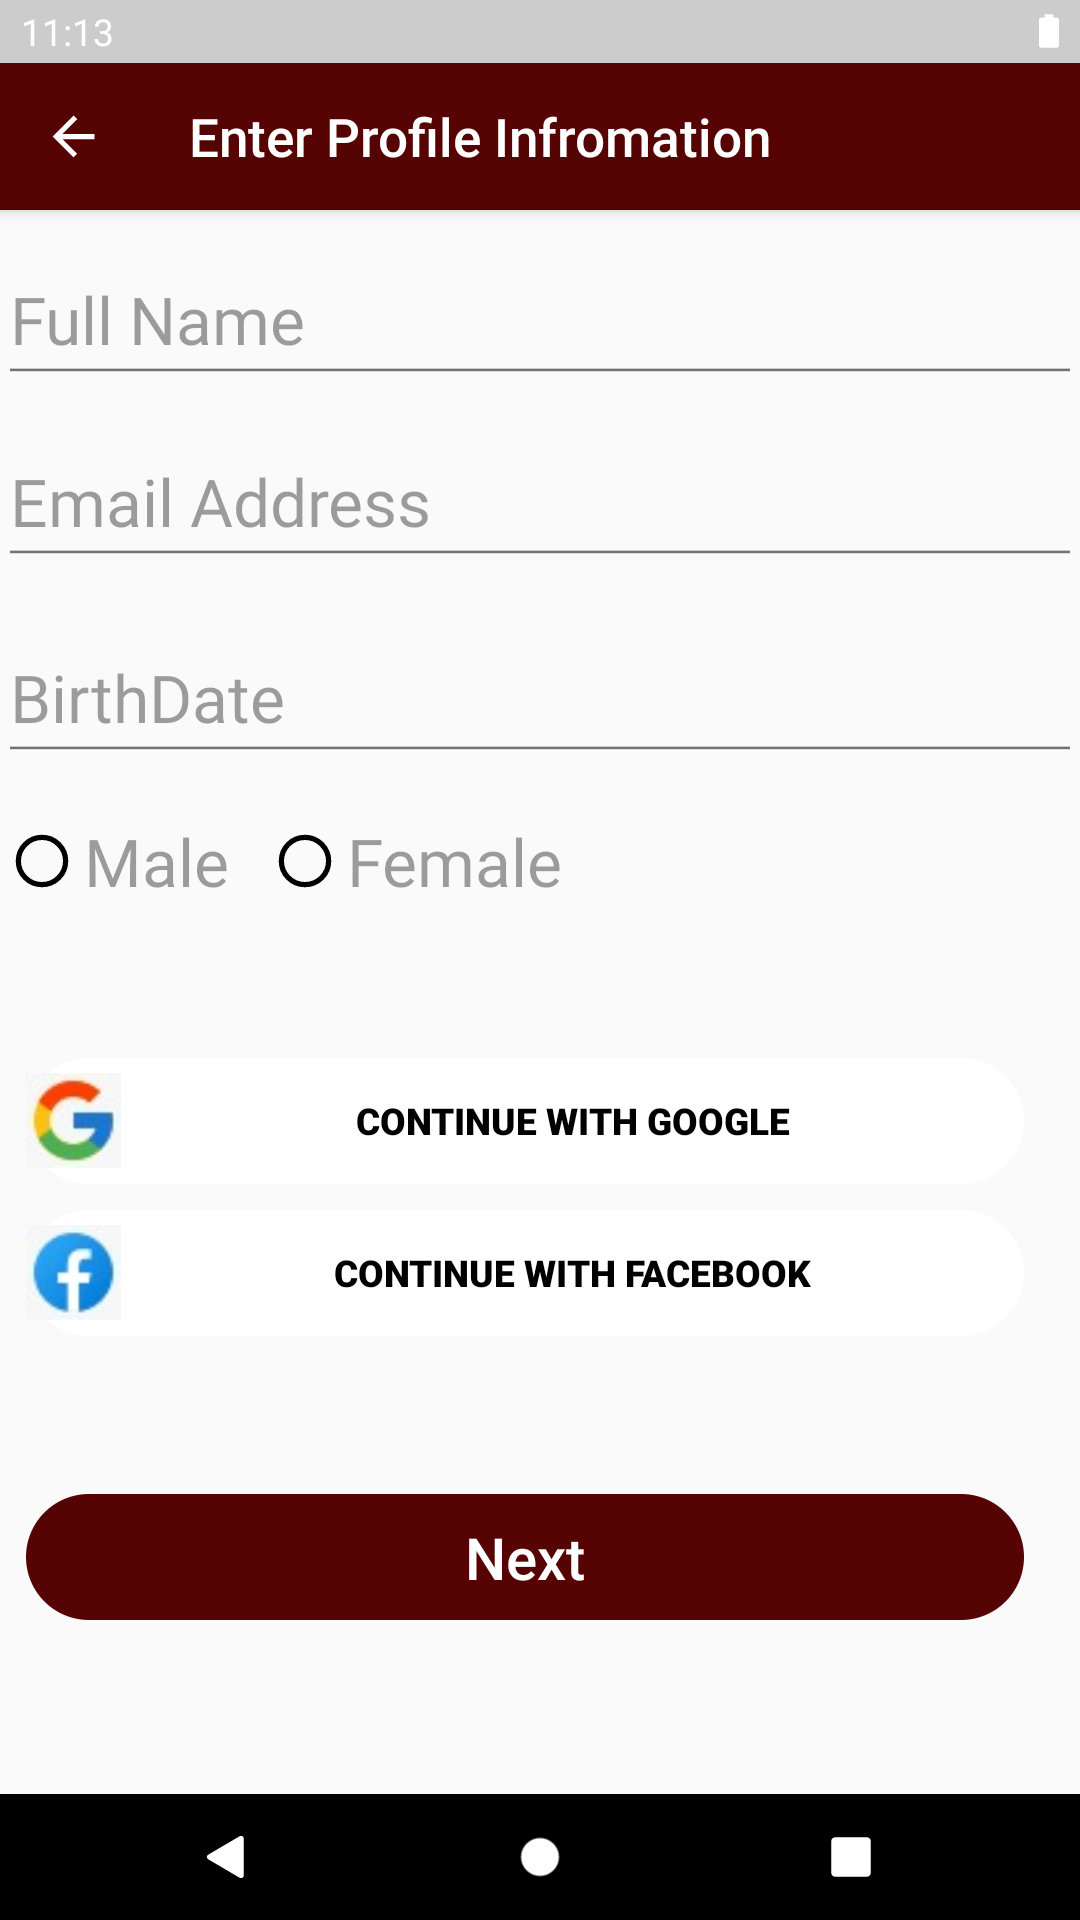 11:13
Enter Profile Infromation
Full Name
Email Address
BirthDate
Male Female
CONTINUE WITH GOOGLE
CONTINUE WITH FACEBOOK
Next